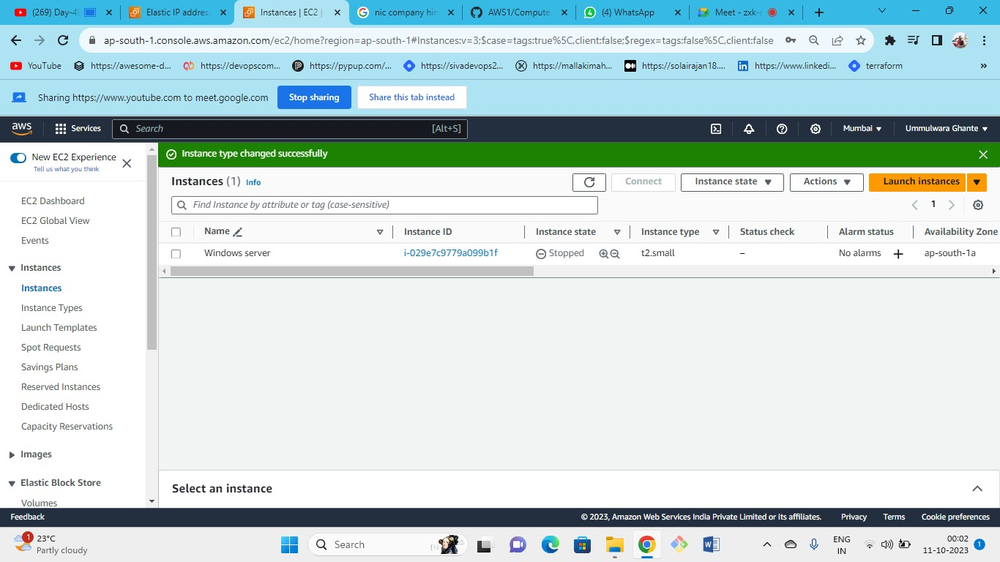 (269) Day-49
Elastic IP address
Instances | EC2 |
nic company hin
AWS1/Compute
(4) WhatsApp
Meet - zxk-r
ap-south-1.console.aws.amazon.com/ec2/home?region=ap-south-1#Instances:v=3;$case=tags:true%5C,client:false;$regex=tags:false%5C,client:false
YouTube
https://awesome-d...
https://devopscom...
https://pypup.com/...
https://sivadevops2...
https://mallakimah...
https://solairajan18....
https://www.linkedi...
terraform
»
Sharing https://www.youtube.com to meet.google.com
Stop sharing
Share this tab instead
aws
Services
Search
[Alt+S]
Mumbai
Ummulwara Ghante
New EC2 Experience
Tell us what you think
EC2 Dashboard
EC2 Global View
Events
Instances
Instances
Instance Types
Launch Templates
Spot Requests
Savings Plans
Reserved Instances
Dedicated Hosts
Capacity Reservations
Images
Elastic Block Store
Volumes
Instance type changed successfully
Instances (1) Info
Connect
Instance state
Actions
Launch instances
Find Instance by attribute or tag (case-sensitive)
1
Name
Instance ID
Instance state
Instance type
Status check
Alarm status
Availability Zone
Windows server
i-029e7c9779a099b1f
Stopped
t2.small
–
No alarms
ap-south-1a
Select an instance
Feedback
© 2023, Amazon Web Services India Private Limited or its affiliates.
Privacy
Terms
Cookie preferences
1
23°C
Partly cloudy
Search
ENG
IN
00:02
11-10-2023
1